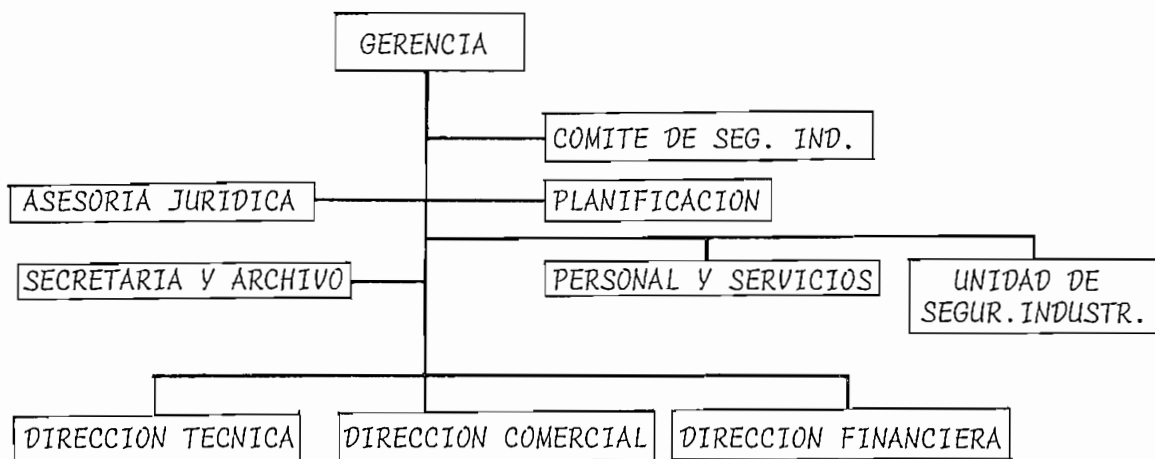 GERENCIA
COMITE DE SEG. IND.
ASESORIA JURIDICA
PLANIFICACION
SECRETARIA Y ARCHIVO
PERSONAL Y SERVICIOS
UNIDAD DE
SEGUR.INDUSTR.
DIRECCION TECNICA
DIRECCION COMERCIAL
DIRECCION FINANCIERA